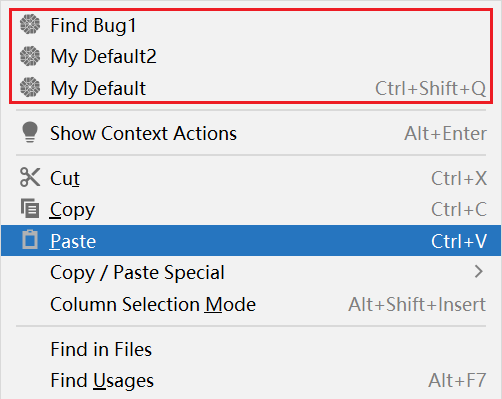 Find Bug1
My Default2
My Default Ctrl+Shift+Q
Show Context Actions Alt+Enter
Cut Ctrl+X
Copy Ctrl+C
Paste Ctrl+V
Copy / Paste Special
Column Selection Mode Alt+Shift+Insert
Find in Files
Find Usages Alt+F7